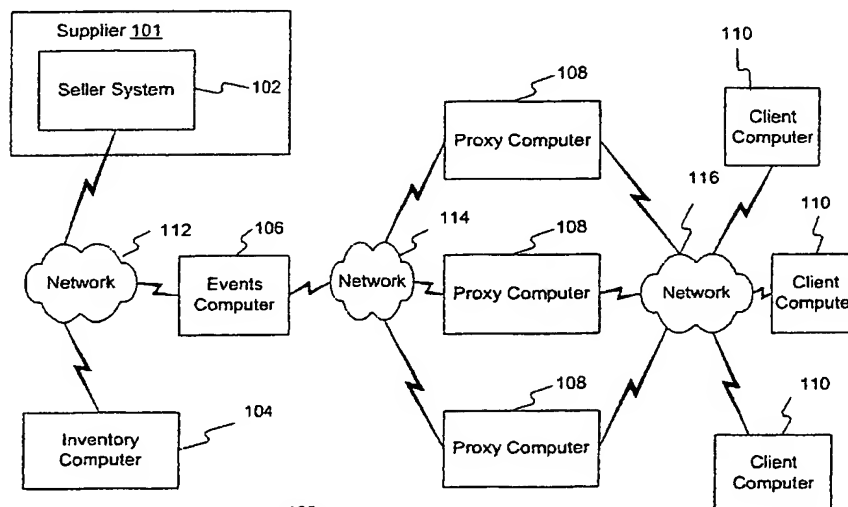 Supplier 101
Seller System
102
112
Network
106
Events
Computer
104
Inventory
Computer
114
Network
108
Proxy Computer
108
Proxy Computer
108
Proxy Computer
116
Network
110
Client
Computer
110
Client
Computer
110
Client
Computer